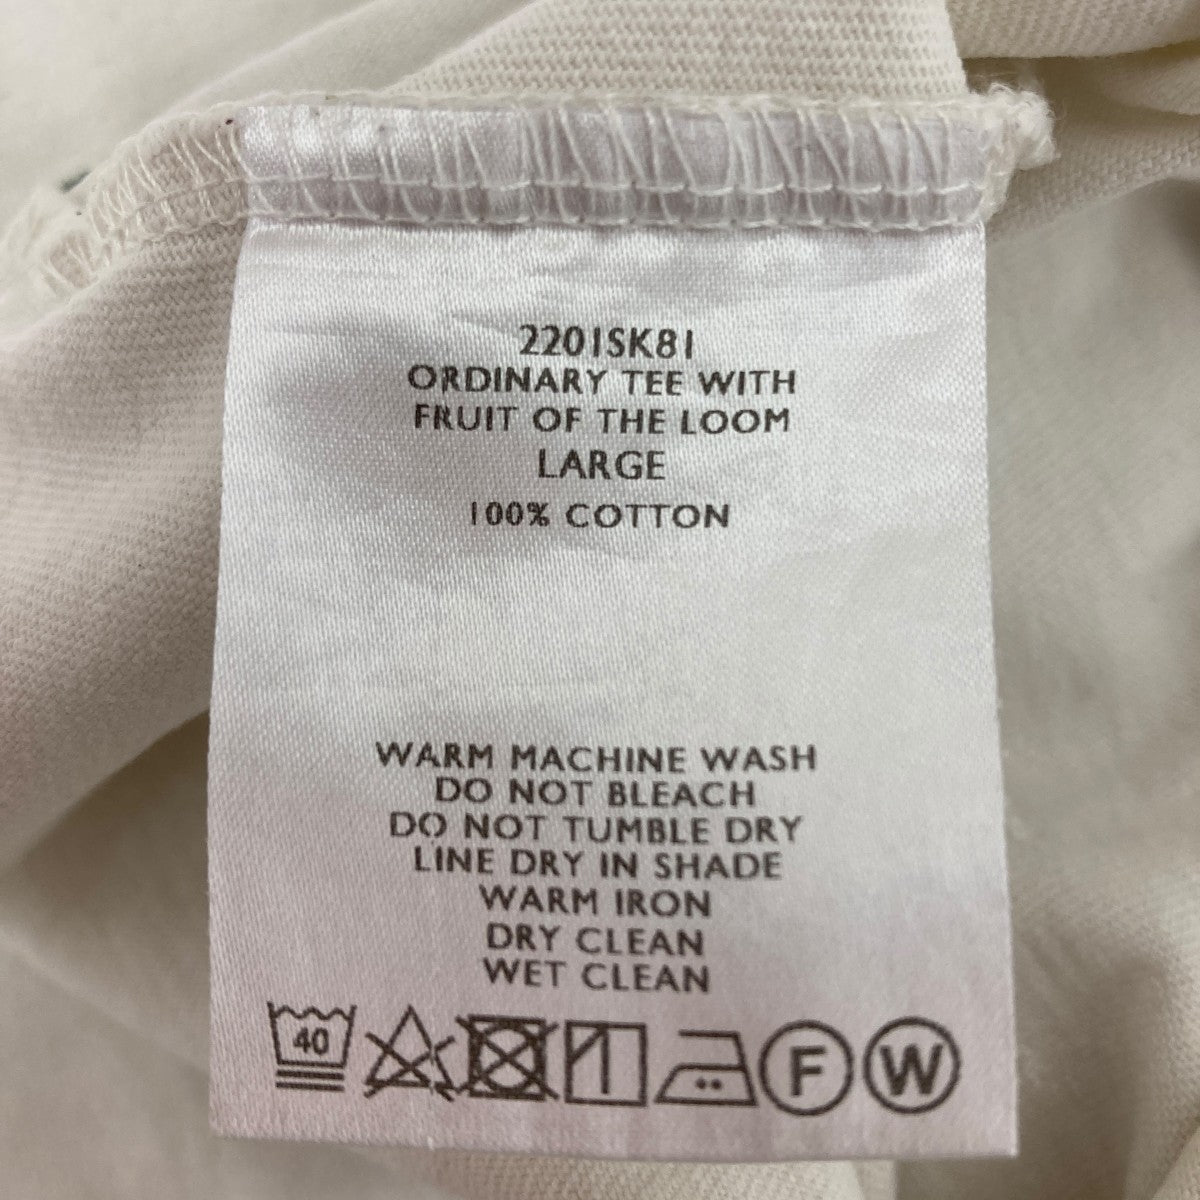 2201SK81
ORDINARY TEE WITH
FRUIT OF THE LOOM
LARGE
100% COTTON
WARM MACHINE WASH
DO NOT BLEACH
DO NOT TUMBLE DRY
LINE DRY IN SHADE
WARM IRON
DRY CLEAN
WET CLEAN
40 F W